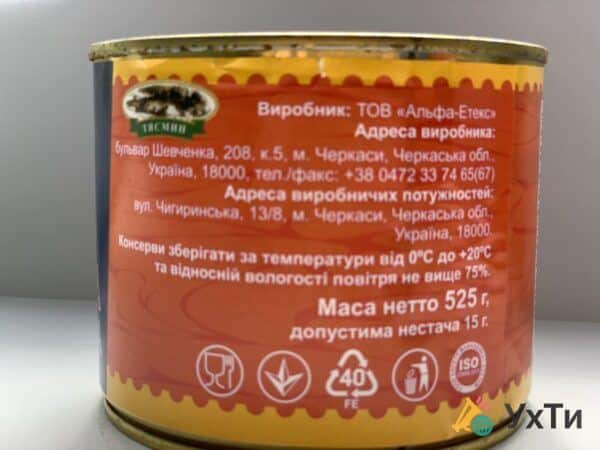 ТЯСМИН
Виробник: ТОВ «Альфа-Етекс»
Адреса виробника:
бульвар Шевченка, 208, к.5, м. Черкаси, Черкаська обл.,
Україна, 18000, тел./факс: +38 0472 33 74 65(67)
Адреса виробничих потужностей:
вул. Чигиринська, 13/8, м. Черкаси, Черкаська обл.,
Україна, 18000.
Консерви зберігати за температури від 0⁰С до +20⁰С
та відносній вологості повітря не вище 75%.
Маса нетто 525 г,
допустима нестача 15 г.
40
FE
ISO
УхТи